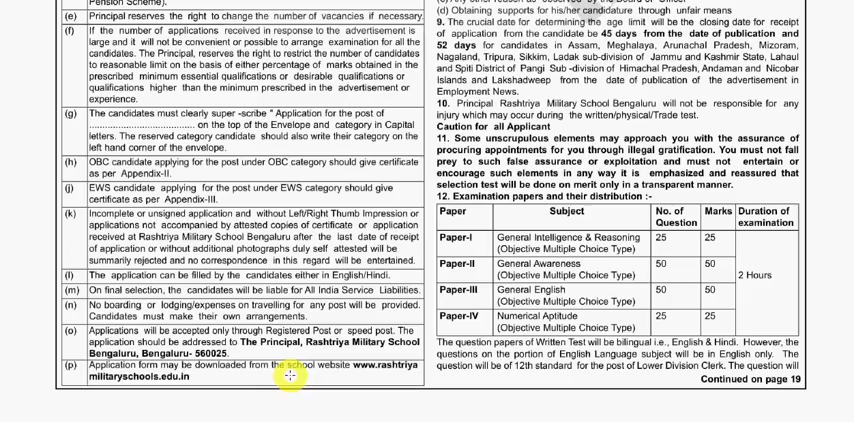 Pension Scheme).
(e) Principal reserves the right to change the number of vacancies if necessary.
(f) If the number of applications received in response to the advertisement is
large and it will not be convenient or possible to arrange examination for all the
candidates. The Principal, reserves the right to restrict the number of candidates
to reasonable limit on the basis of either percentage of marks obtained in the
prescribed minimum essential qualifications or desirable qualifications or
qualifications higher than the minimum prescribed in the advertisement or
experience.
(g) The candidates must clearly super -scribe " Application for the post of
...................................... on the top of the Envelope and category in Capital
letters. The reserved category candidate should also write their category on the
left hand corner of the envelope.
(h) OBC candidate applying for the post under OBC category should give certificate
as per Appendix-II.
(j) EWS candidate applying for the post under EWS category should give
certificate as per Appendix-III.
(k) Incomplete or unsigned application and without Left/Right Thumb Impression or
applications not accompanied by attested copies of certificate or application
received at Rashtriya Military School Bengaluru after the last date of receipt
of application or without additional photographs duly self attested will be
summarily rejected and no correspondence in this regard will be entertained.
(l) The application can be filled by the candidates either in English/Hindi.
(m) On final selection, the candidates will be liable for All India Service Liabilities.
(n) No boarding or lodging/expenses on travelling for any post will be provided.
Candidates must make their own arrangements.
(o) Applications will be accepted only through Registered Post or speed post. The
application should be addressed to The Principal, Rashtriya Military School
Bengaluru, Bengaluru- 560025.
(p) Application form may be downloaded from the school website www.rashtriya
militaryschools.edu.in
(d) Obtaining supports for his/her candidature through unfair means
9. The crucial date for determining the age limit will be the closing date for receipt
of application from the candidate be 45 days from the date of publication and
52 days for candidates in Assam, Meghalaya, Arunachal Pradesh, Mizoram,
Nagaland, Tripura, Sikkim, Ladak sub-division of Jammu and Kashmir State, Lahaul
and Spiti District of Pangi Sub -division of Himachal Pradesh, Andaman and Nicobar
Islands and Lakshadweep from the date of publication of the advertisement in
Employment News.
10. Principal Rashtriya Military School Bengaluru will not be responsible for any
injury which may occur during the written/physical/Trade test.
Caution for all Applicant
11. Some unscrupulous elements may approach you with the assurance of
procuring appointments for you through illegal gratification. You must not fall
prey to such false assurance or exploitation and must not entertain or
encourage such elements in any way it is emphasized and reassured that
selection test will be done on merit only in a transparent manner.
12. Examination papers and their distribution :-
Paper Subject No. of Question Marks Duration of examination
Paper-I General Intelligence & Reasoning 25 25
(Objective Multiple Choice Type)
Paper-II General Awareness 50 50
(Objective Multiple Choice Type) 2 Hours
Paper-III General English 50 50
(Objective Multiple Choice Type)
Paper-IV Numerical Aptitude 25 25
(Objective Multiple Choice Type)
The question papers of Written Test will be bilingual i.e., English & Hindi. However, the
questions on the portion of English Language subject will be in English only. The
question will be of 12th standard for the post of Lower Division Clerk. The question will
Continued on page 19